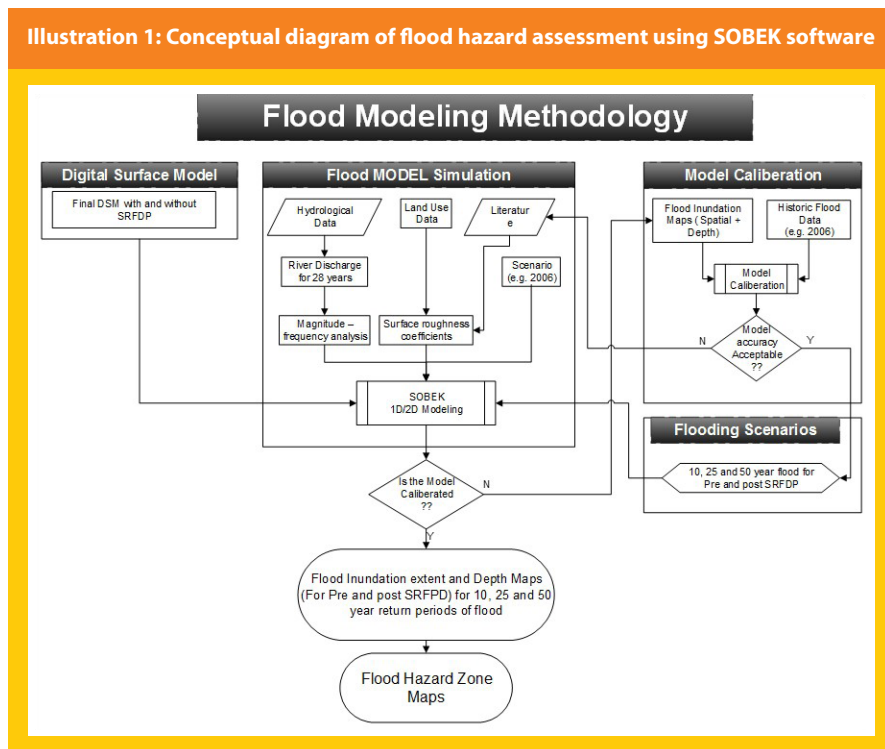 Illustration 1: Conceptual diagram of flood hazard assessment using SOBEK software
Flood Modeling Methodology
Digital Surface Model
Final DSM with and without
SRFDP
Flood MODEL Simulation
Hydrological
Data
Land Use
Data
Literatur
e
River Discharge
for 28 years
Scenario
(e.g. 2006)
Magnitude –
frequency analysis
Surface roughness
coefficients
SOBEK
1D/2D Modeling
Model Caliberation
Flood Inundation
Maps ( Spatial +
Depth)
Historic Flood
Data
(e.g. 2006)
Model
Caliberation
N
Model
accuracy
Acceptable
??
Y
Flooding Scenarios
10, 25 and 50 year flood for
Pre and post SRFDP
Is the Model
Caliberated
??
N
Y
Flood Inundation extent and Depth Maps
(For Pre and post SRFPD) for 10, 25 and 50
year return periods of flood
Flood Hazard Zone
Maps